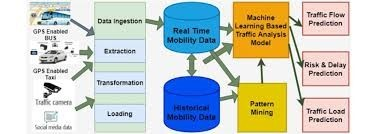 GPS Enabled
BUS
GPS Enabled
Taxi
Traffic camera
Social media data
Data Ingestion
Extraction
Transformation
Loading
Real Time
Mobility Data
Historical
Mobility Data
Machine
Learning Based
Traffic Analysis
Model
Pattern
Mining
Traffic Flow
Prediction
Risk & Delay
Prediction
Traffic Load
Prediction